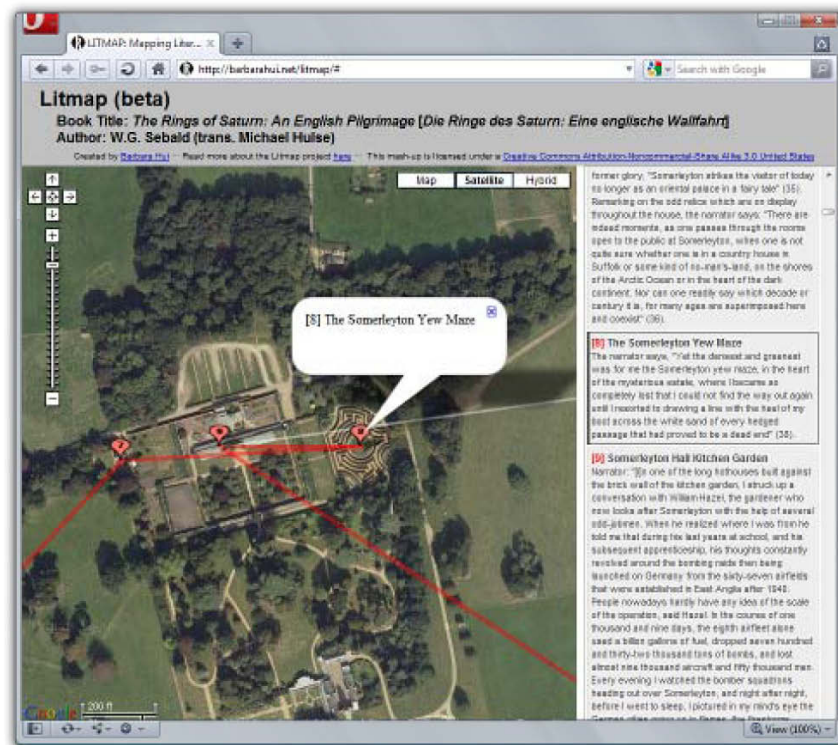 LITMAP: Mapping Liter...
http://barbarahui.net/litmap/#
Search with Google
Litmap (beta)
Book Title: The Rings of Saturn: An English Pilgrimage [Die Ringe des Saturn: Eine englische Wallfahrt]
Author: W.G. Sebald (trans. Michael Hulse)
Created by Barbara Hui -- Read more about the Litmap project here -- This mash-up is licensed under a Creative Commons Attribution-Noncommercial-Share Alike 3.0 United States
Map Satellite Hybrid
former glory, "Somerleyton strikes the visitor of today
no longer as an oriental palace in a fairy tale" (35).
Remarking on the odd relics which are on display
throughout the house, the narrator says: "There are
indeed moments, as one passes through the rooms
open to the public at Somerleyton, when one is not
quite sure whether one is in a country house in
Suffolk or some kind of no-man's-land, on the shores
of the Arctic Ocean or in the heart of the dark
continent. Nor can one readily say which decade or
century it is, for many ages are superimposed here
and coexist" (36).
[8] The Somerleyton Yew Maze
[8] The Somerleyton Yew Maze
The narrator says, "Yet the densest and greenest
was for me the Somerleyton yew maze, in the heart
of the mysterious estate, where I became so
completely lost that I could not find the way out again
until I resorted to drawing a line with the heel of my
boot across the white sand of every hedged
passage that had proved to be a dead end" (38).
7
8
[9] Somerleyton Hall Kitchen Garden
Narrator: "[I]n one of the long hothouses built against
the brick wall of the kitchen garden, I struck up a
conversation with William Hazel, the gardener who
now looks after Somerleyton with the help of several
odd-jobmen. When he realized where I was from he
told me that during his last years at school, and his
subsequent apprenticeship, his thoughts constantly
revolved around the bombing raids then being
launched on Germany from the sixty-seven airfields
that were established in East Anglia after 1940.
People nowadays hardly have any idea of the scale
of the operation, said Hazel. In the course of one
thousand and nine days, the eighth airfleet alone
used a billion gallons of fuel, dropped seven hundred
and thirty-two thousand tons of bombs, and lost
almost nine thousand aircraft and fifty thousand men.
Every evening I watched the bomber squadrons
heading out over Somerleyton, and night after night,
before I went to sleep, I pictured in my mind's eye the
Google
200 ft
View (100%)